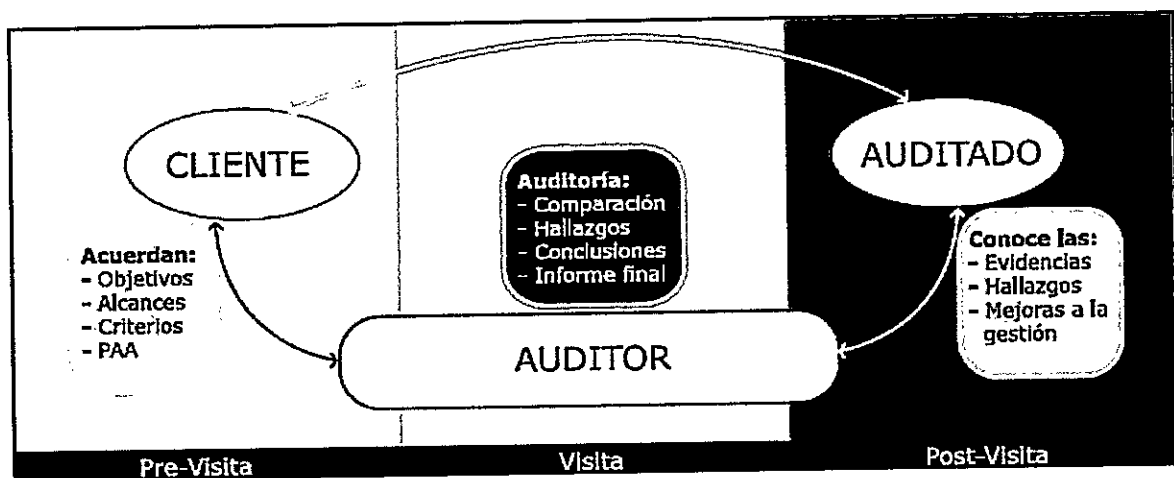 CLIENTE
Acuerdan:
- Objetivos
- Alcances
- Criterios
- PAA
Auditoría:
- Comparación
- Hallazgos
- Conclusiones
- Informe final
AUDITOR
AUDITADO
Conoce las:
- Evidencias
- Hallazgos
- Mejoras a la
gestión
Pre-Visita
Visita
Post-Visita